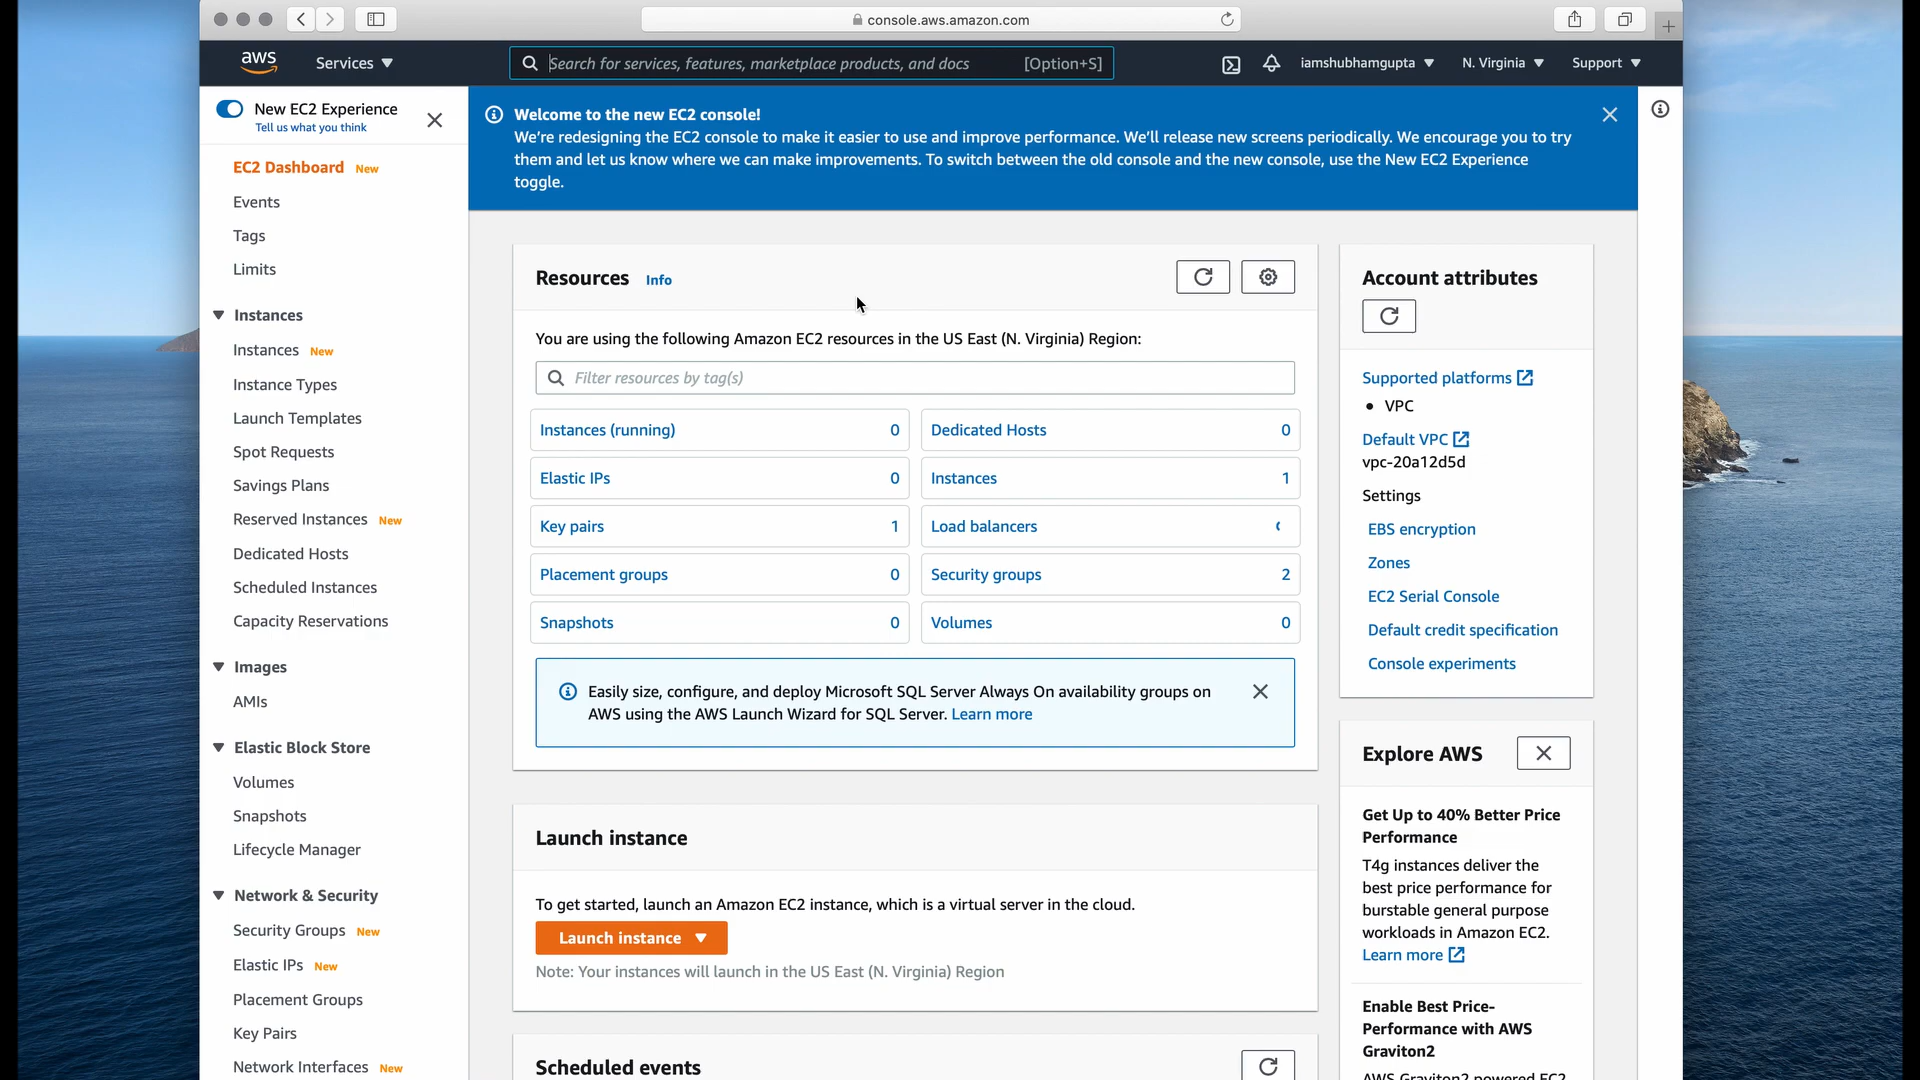 console.aws.amazon.com
aws
Services
Search for services, features, marketplace products, and docs
[Option+S]
iamshubhamgupta
N. Virginia
Support
New EC2 Experience
Tell us what you think
EC2 Dashboard New
Events
Tags
Limits
Instances
Instances New
Instance Types
Launch Templates
Spot Requests
Savings Plans
Reserved Instances New
Dedicated Hosts
Scheduled Instances
Capacity Reservations
Images
AMIs
Elastic Block Store
Volumes
Snapshots
Lifecycle Manager
Network & Security
Security Groups New
Elastic IPs New
Placement Groups
Key Pairs
Network Interfaces New
Welcome to the new EC2 console!
We're redesigning the EC2 console to make it easier to use and improve performance. We'll release new screens periodically. We encourage you to try
them and let us know where we can make improvements. To switch between the old console and the new console, use the New EC2 Experience
toggle.
Resources Info
You are using the following Amazon EC2 resources in the US East (N. Virginia) Region:
Filter resources by tag(s)
Instances (running) 0
Dedicated Hosts 0
Elastic IPs 0
Instances 1
Key pairs 1
Load balancers
Placement groups 0
Security groups 2
Snapshots 0
Volumes 0
Easily size, configure, and deploy Microsoft SQL Server Always On availability groups on
AWS using the AWS Launch Wizard for SQL Server. Learn more
Launch instance
To get started, launch an Amazon EC2 instance, which is a virtual server in the cloud.
Launch instance
Note: Your instances will launch in the US East (N. Virginia) Region
Scheduled events
Account attributes
Supported platforms
VPC
Default VPC
vpc-20a12d5d
Settings
EBS encryption
Zones
EC2 Serial Console
Default credit specification
Console experiments
Explore AWS
Get Up to 40% Better Price
Performance
T4g instances deliver the
best price performance for
burstable general purpose
workloads in Amazon EC2.
Learn more
Enable Best Price-
Performance with AWS
Graviton2
AWS Graviton2 powered EC2